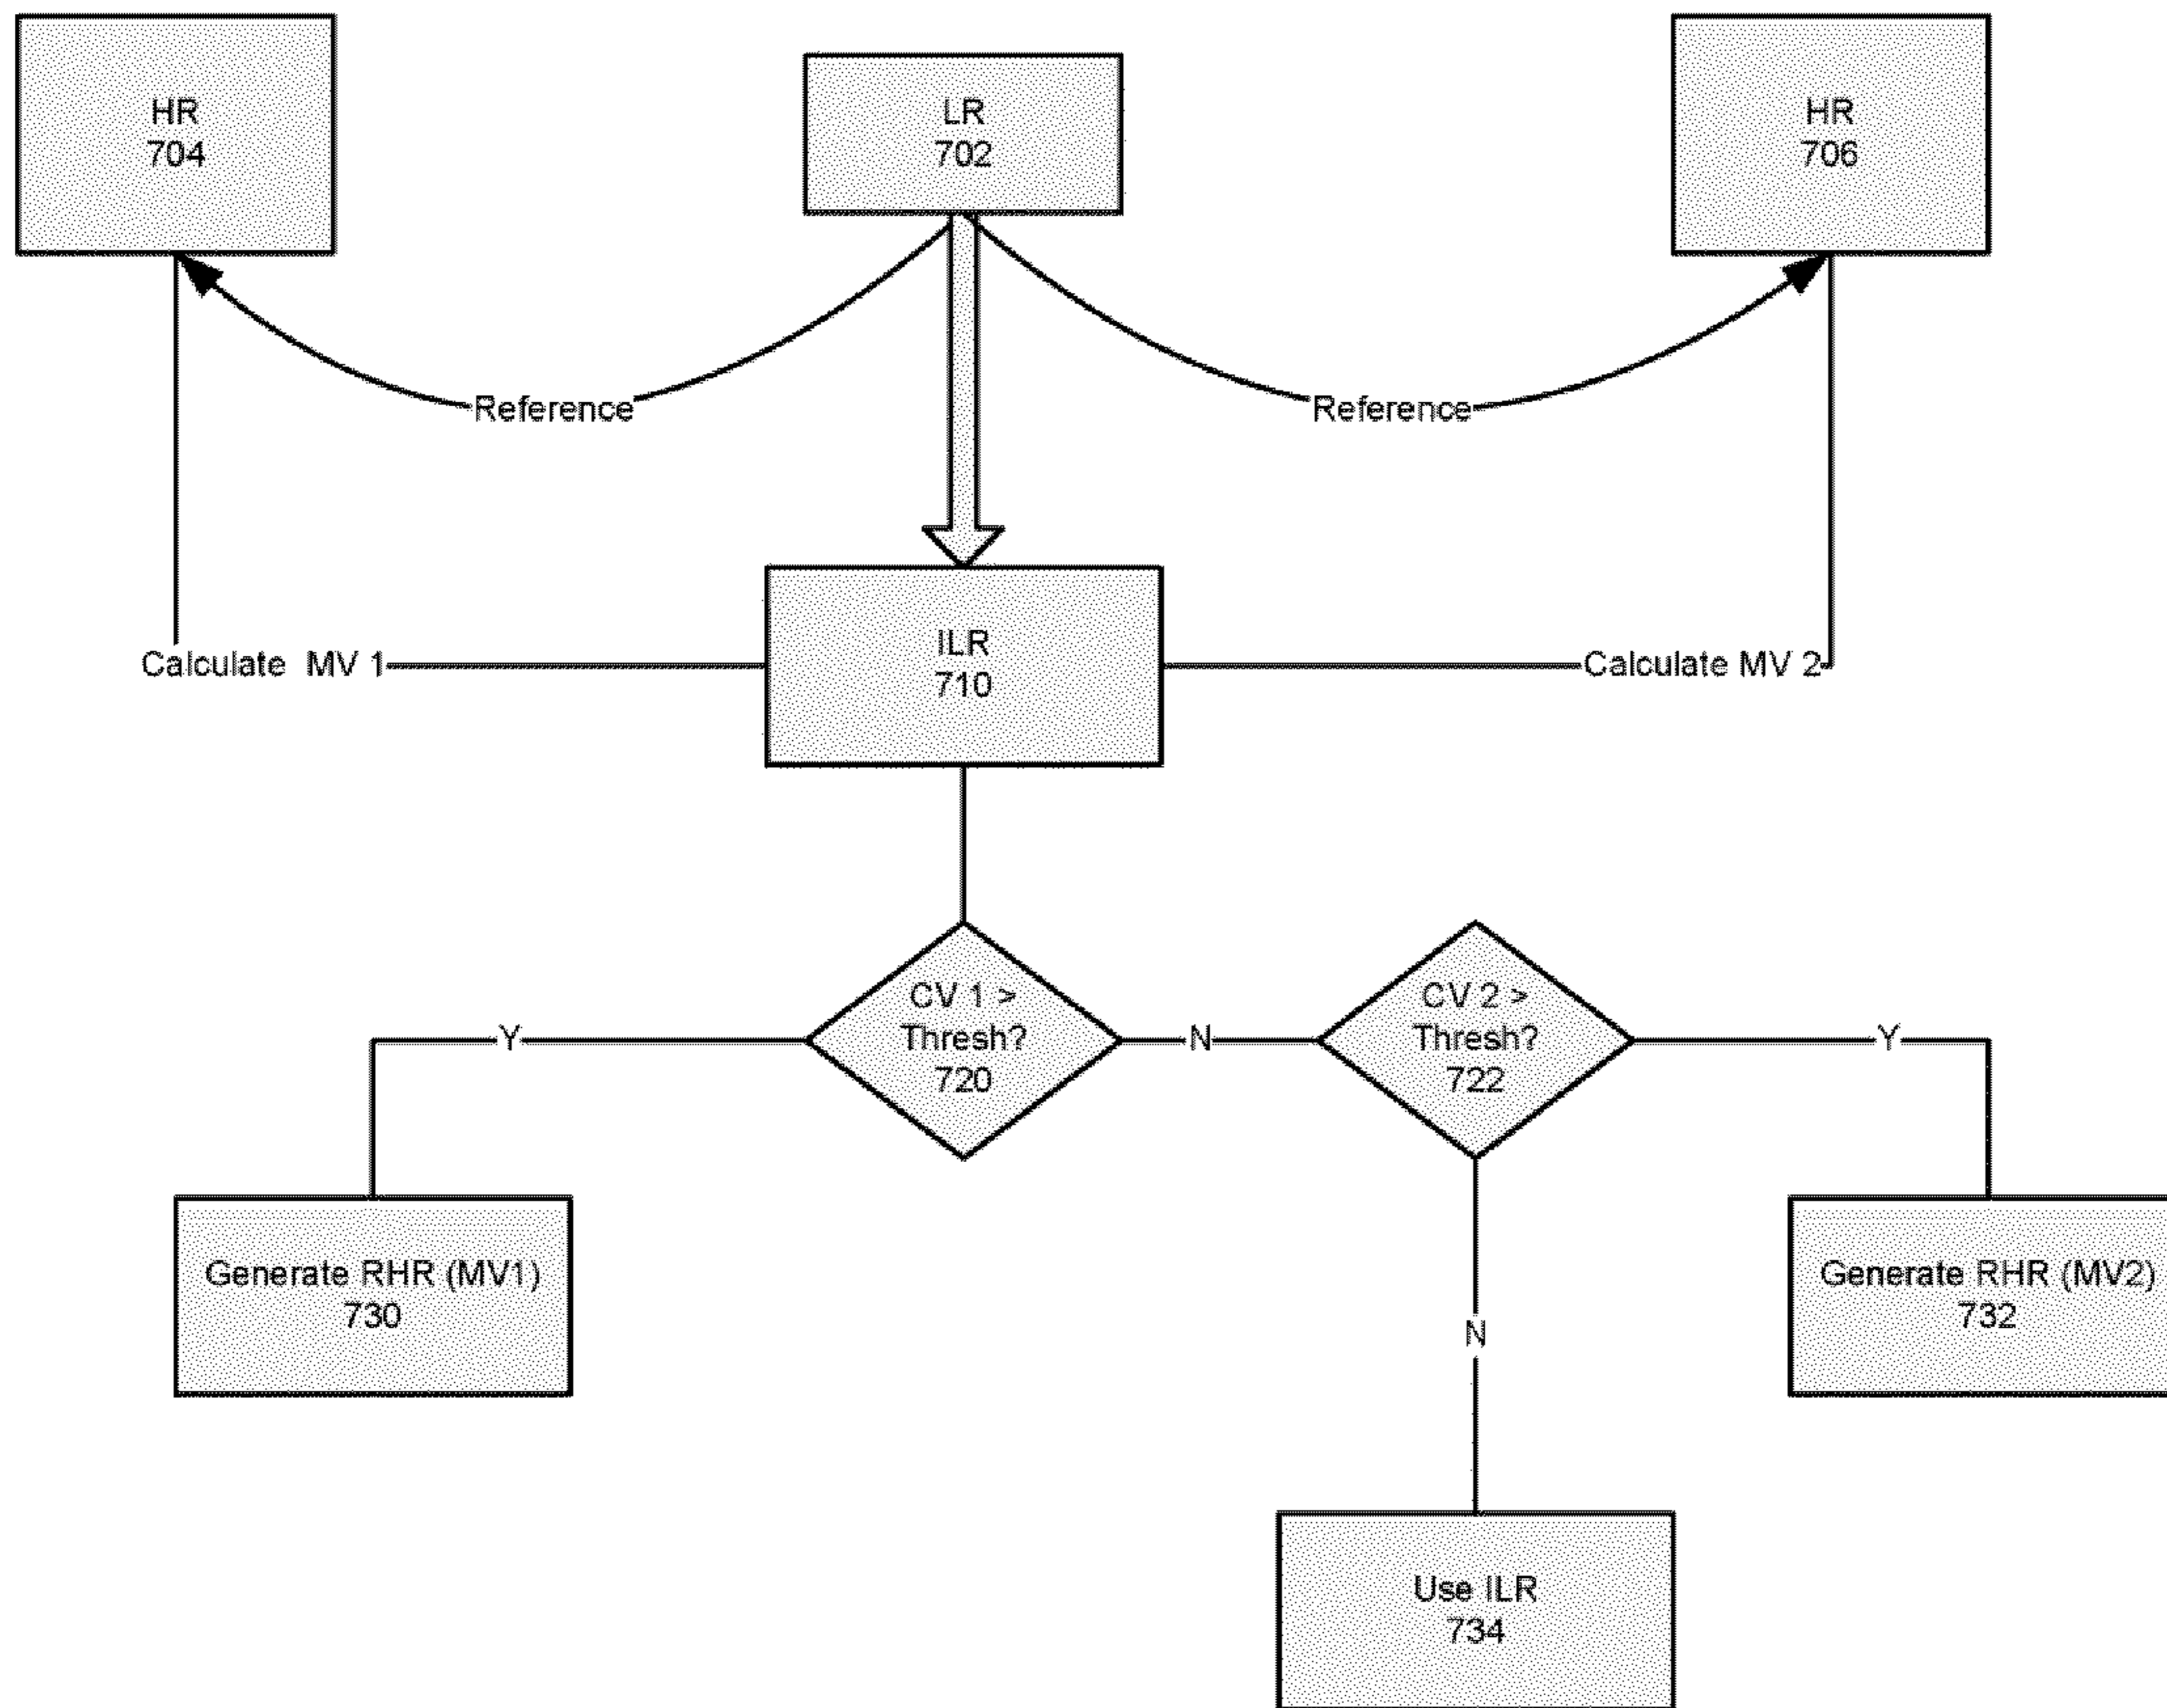 HR
704
LR
702
HR
706
Reference
Reference
ILR
710
Calculate MV 1
Calculate MV 2
CV 1 >
Thresh?
720
N
CV 2 >
Thresh?
722
Y
Y
Generate RHR (MV1)
730
Generate RHR (MV2)
732
N
Use ILR
734